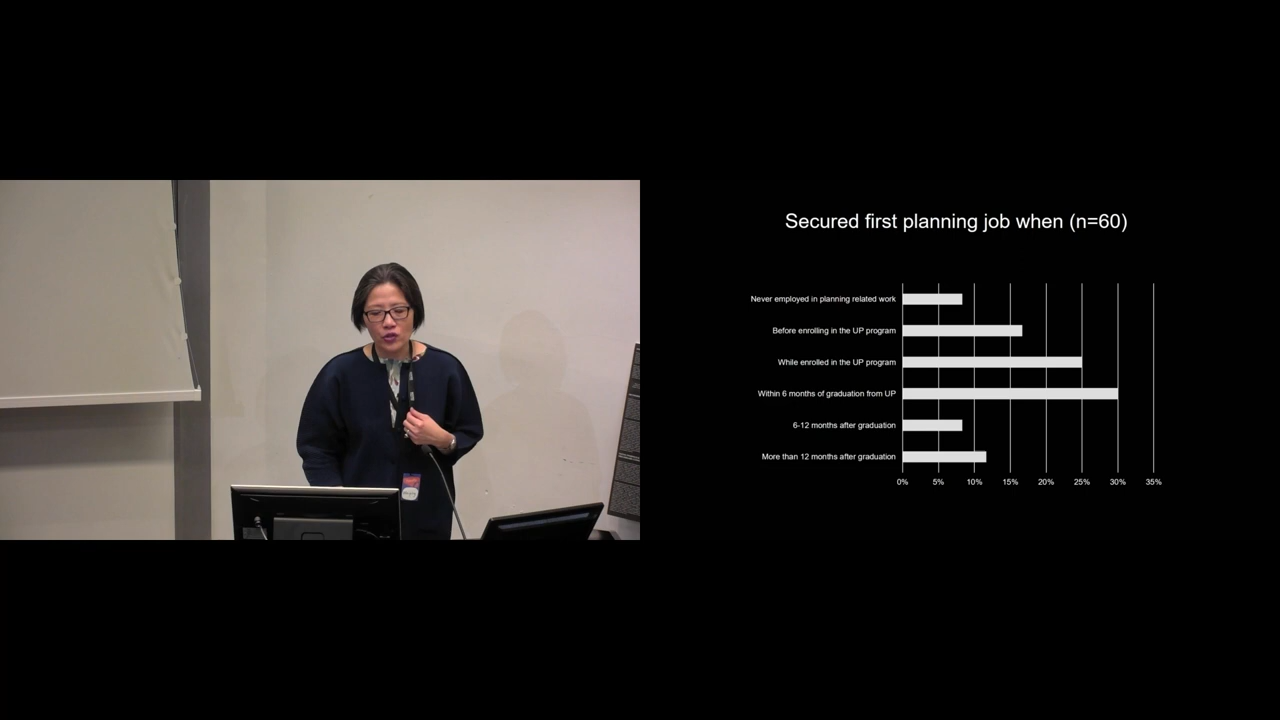 Secured first planning job when (n=60)
Never employed in planning related work
Before enrolling in the UP program
While enrolled in the UP program
Within 6 months of graduation from UP
6-12 months after graduation
More than 12 months after graduation
0% 5% 10% 15% 20% 25% 30% 35%